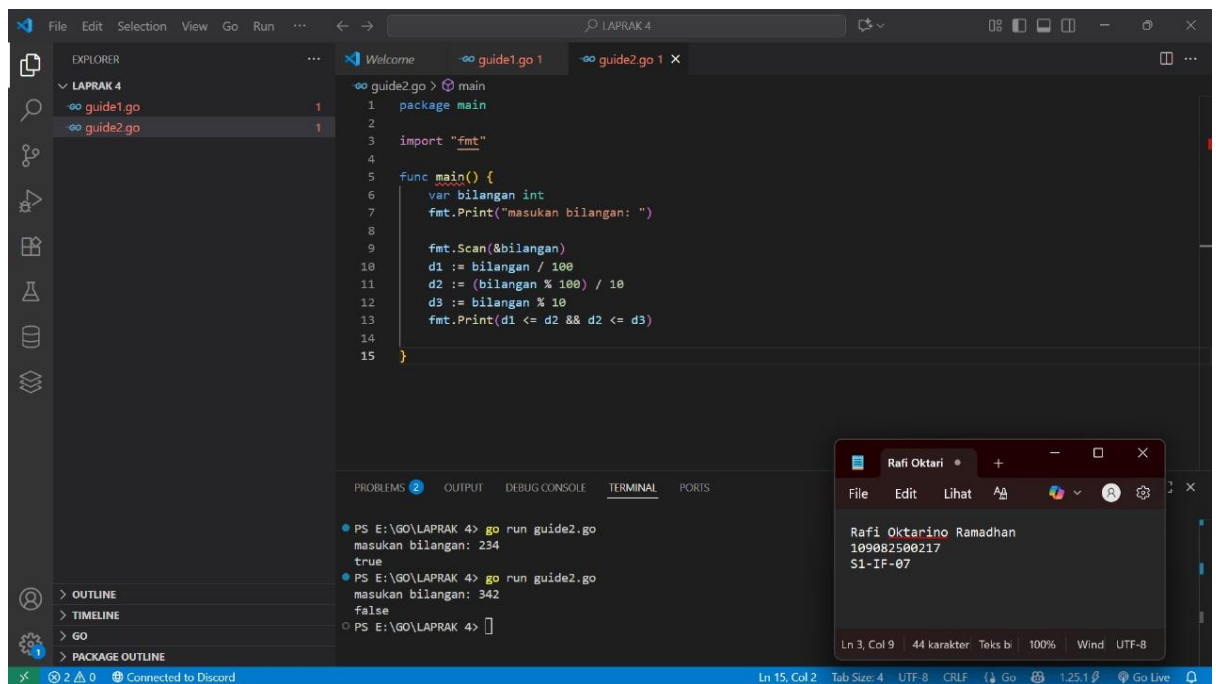 File Edit Selection View Go Run ... LAPRAK 4
EXPLORER
LAPRAK 4
guide1.go 1
guide2.go 1
OUTLINE
TIMELINE
GO
PACKAGE OUTLINE
Welcome guide1.go 1 guide2.go 1
guide2.go > main
1 package main
2
3 import "fmt"
4
5 func main() {
6 var bilangan int
7 fmt.Print("masukan bilangan: ")
8
9 fmt.Scan(&bilangan)
10 d1 := bilangan / 100
11 d2 := (bilangan % 100) / 10
12 d3 := bilangan % 10
13 fmt.Print(d1 <= d2 && d2 <= d3)
14
15 }
PROBLEMS 2 OUTPUT DEBUG CONSOLE TERMINAL PORTS
PS E:\GO\LAPRAK 4> go run guide2.go
masukan bilangan: 234
true
PS E:\GO\LAPRAK 4> go run guide2.go
masukan bilangan: 342
false
PS E:\GO\LAPRAK 4>
Rafi Oktari
File Edit Lihat
Rafi Oktarino Ramadhan
109082500217
S1-IF-07
Ln 3, Col 9 44 karakter Teks bi 100% Wind UTF-8
2 0 Connected to Discord Ln 15, Col 2 Tab Size: 4 UTF-8 CRLF Go 1.25.1 Go Live